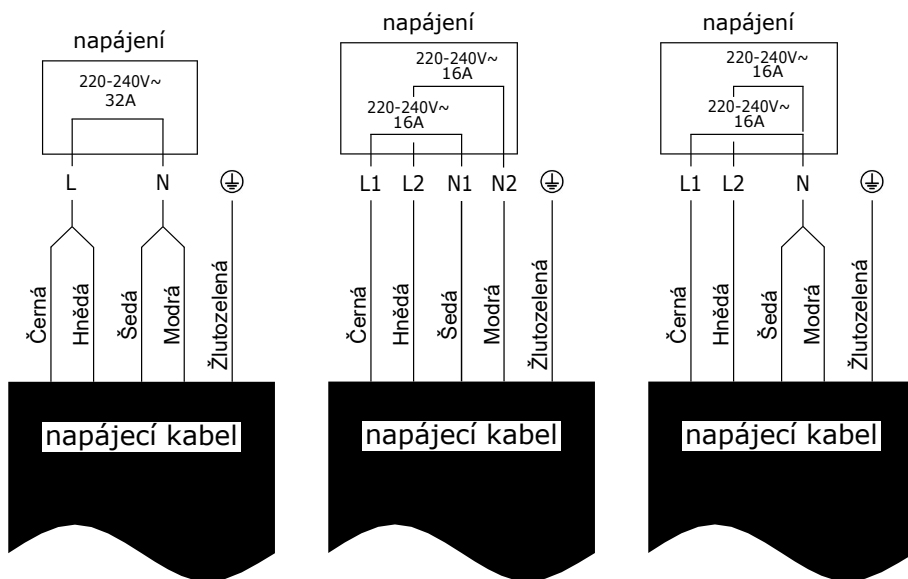 napájení
220-240V~
32A
L N
Černá
Hnědá
Šedá
Modrá
Žlutozelená
napájecí kabel
napájení
220-240V~
16A
220-240V~
16A
L1 L2 N1 N2
Černá
Hnědá
Šedá
Modrá
Žlutozelená
napájecí kabel
napájení
220-240V~
16A
220-240V~
16A
L1 L2 N
Černá
Hnědá
Šedá
Modrá
Žlutozelená
napájecí kabel